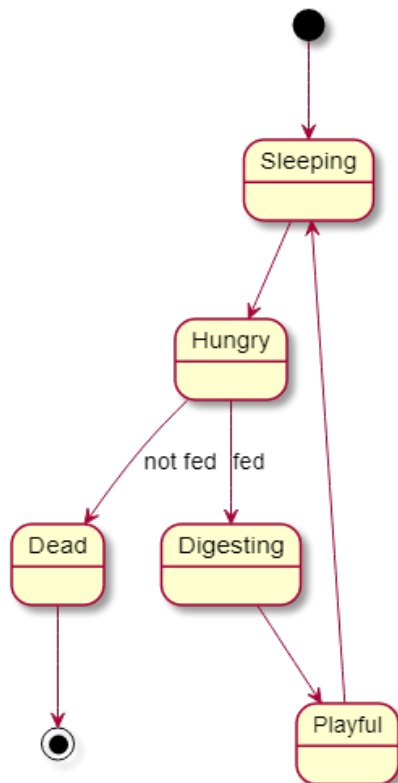 Sleeping
Hungry
not fed
fed
Dead
Digesting
Playful